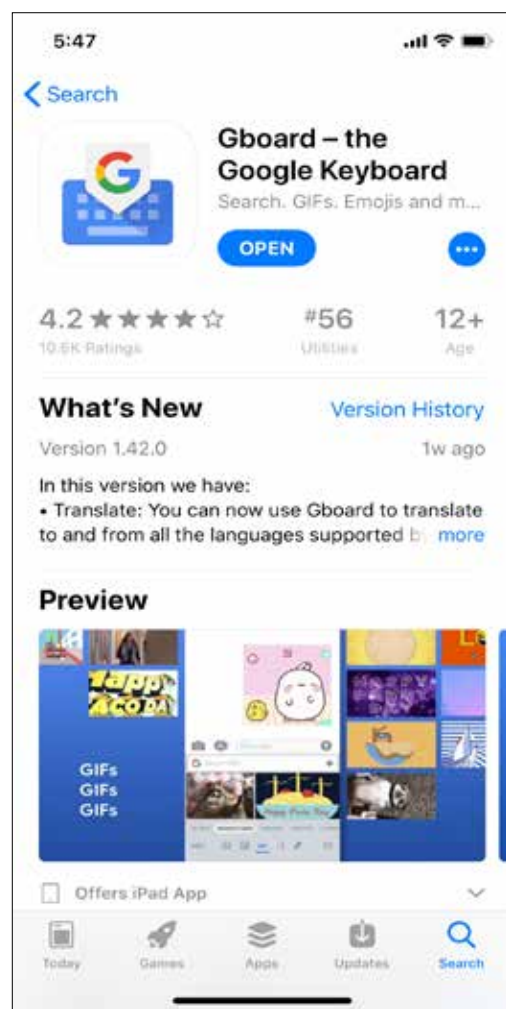 5:47
Search
Gboard – the
Google Keyboard
Search. GIFs. Emojis and m...
OPEN
4.2 #56 12+
10.6K Ratings Utilities Age
What's New Version History
Version 1.42.0 1w ago
In this version we have:
• Translate: You can now use Gboard to translate
to and from all the languages supported b more
Preview
GIFs
GIFs
GIFs
Offers iPad App
Today Games Apps Updates Search